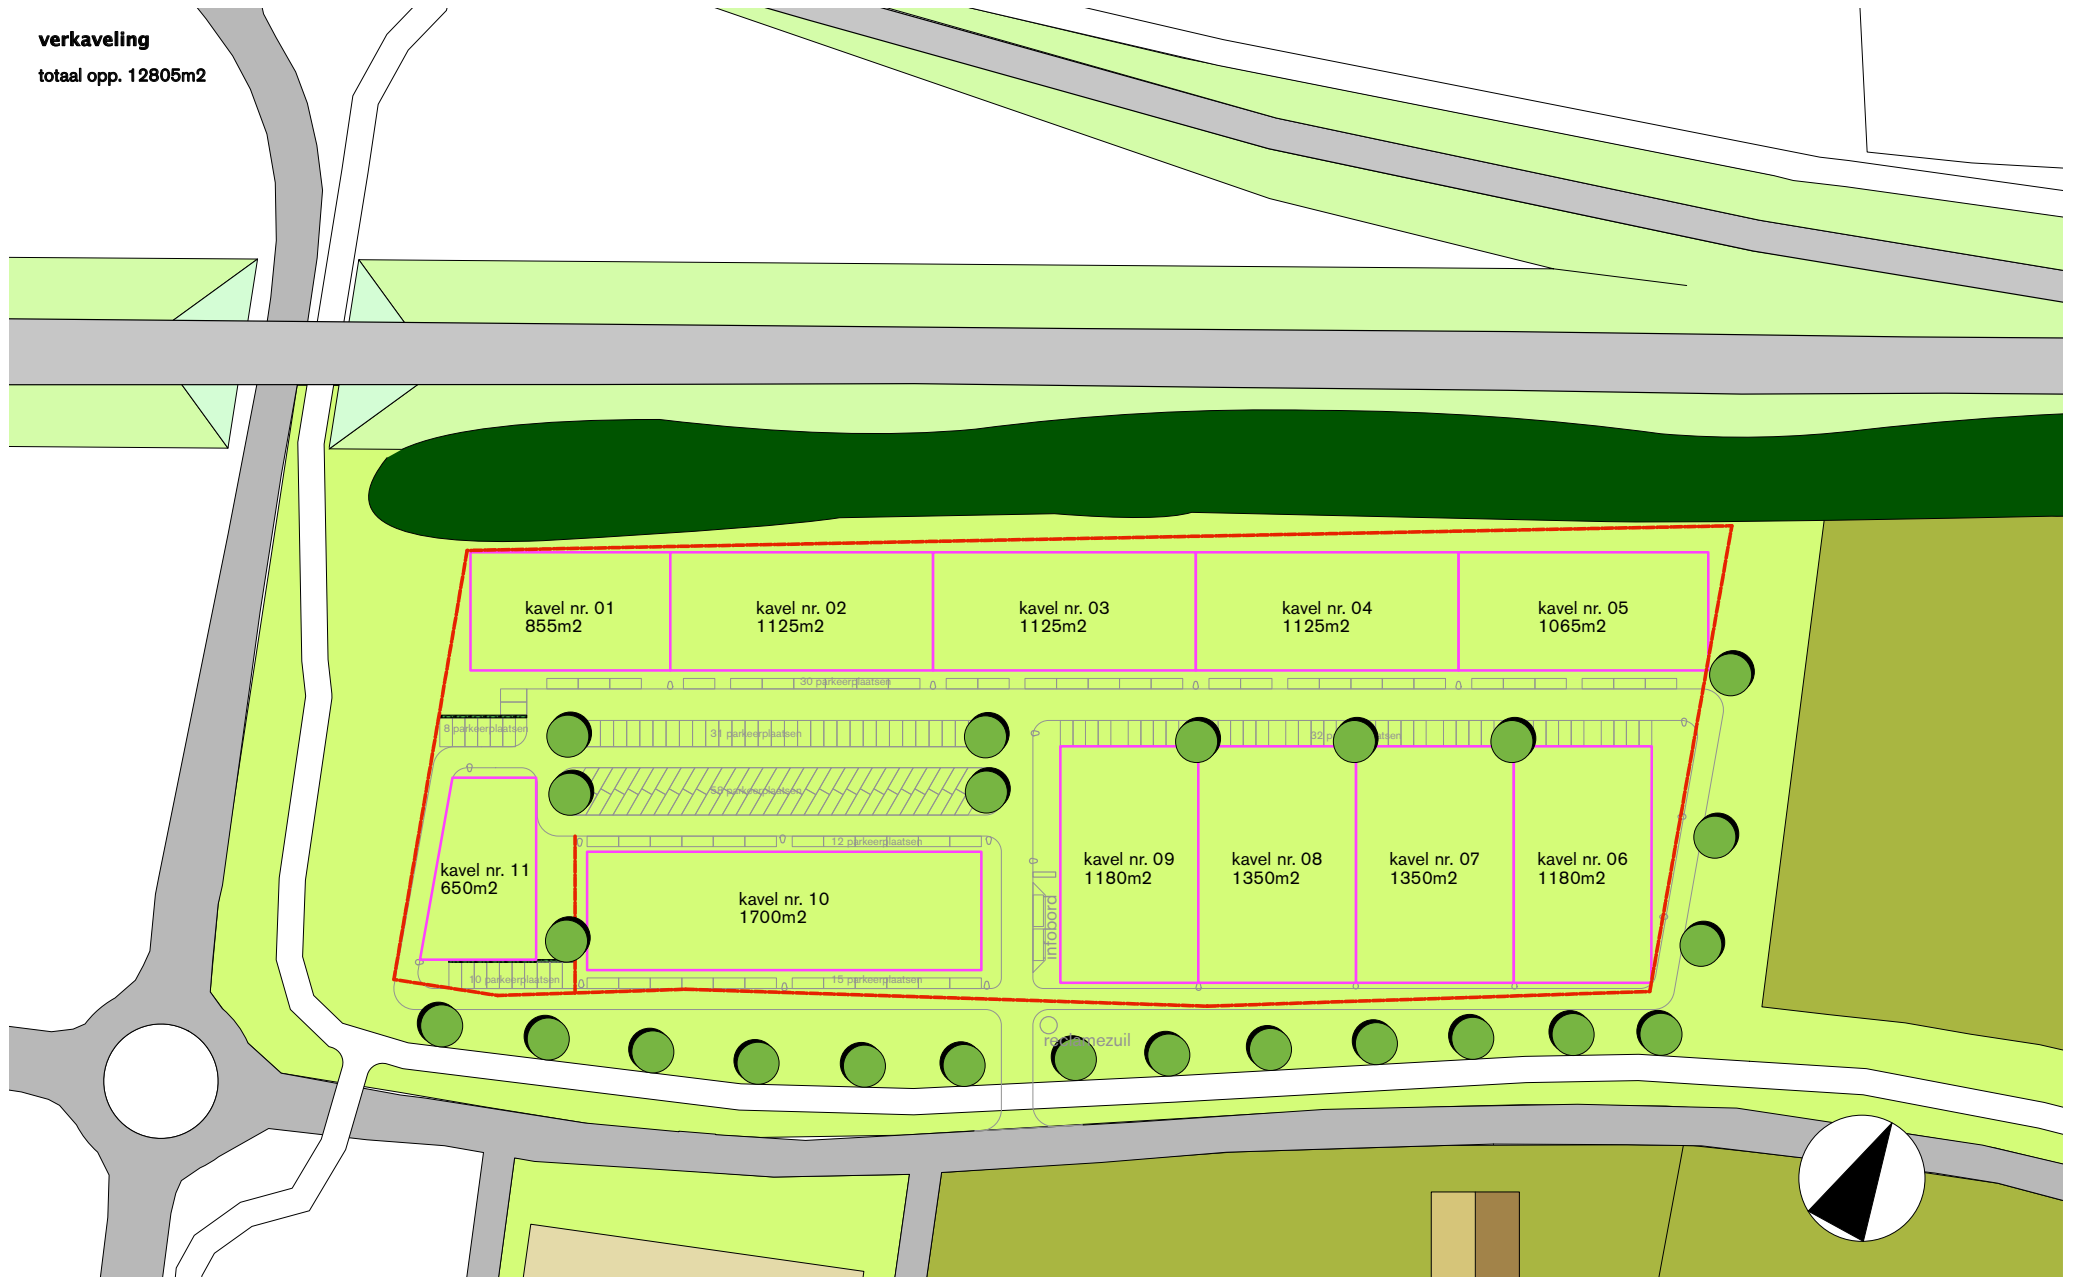 verkaveling
totaal opp. 12805m2
kavel nr. 01
855m2
kavel nr. 02
1125m2
kavel nr. 03
1125m2
kavel nr. 04
1125m2
kavel nr. 05
1065m2
30 parkeerplaatsen
8 parkeerplaatsen
31 parkeerplaatsen
58 parkeerplaatsen
12 parkeerplaatsen
kavel nr. 11
650m2
kavel nr. 10
1700m2
kavel nr. 09
1180m2
kavel nr. 08
1350m2
kavel nr. 07
1350m2
kavel nr. 06
1180m2
infobord
10 parkeerplaatsen
15 parkeerplaatsen
reclamezuil